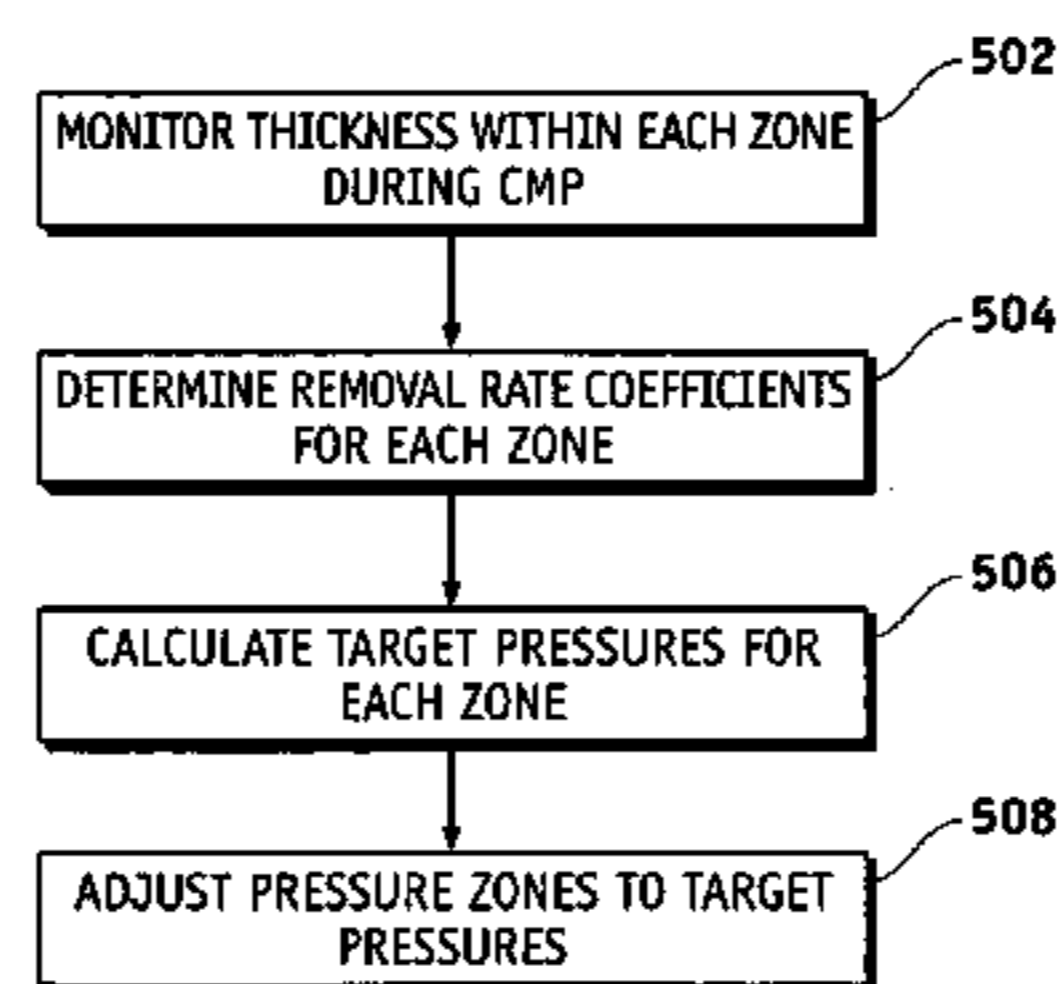 502
MONITOR THICKNESS WITHIN EACH ZONE
DURING CMP
504
DETERMINE REMOVAL RATE COEFFICIENTS
FOR EACH ZONE
506
CALCULATE TARGET PRESSURES FOR
EACH ZONE
508
ADJUST PRESSURE ZONES TO TARGET
PRESSURES